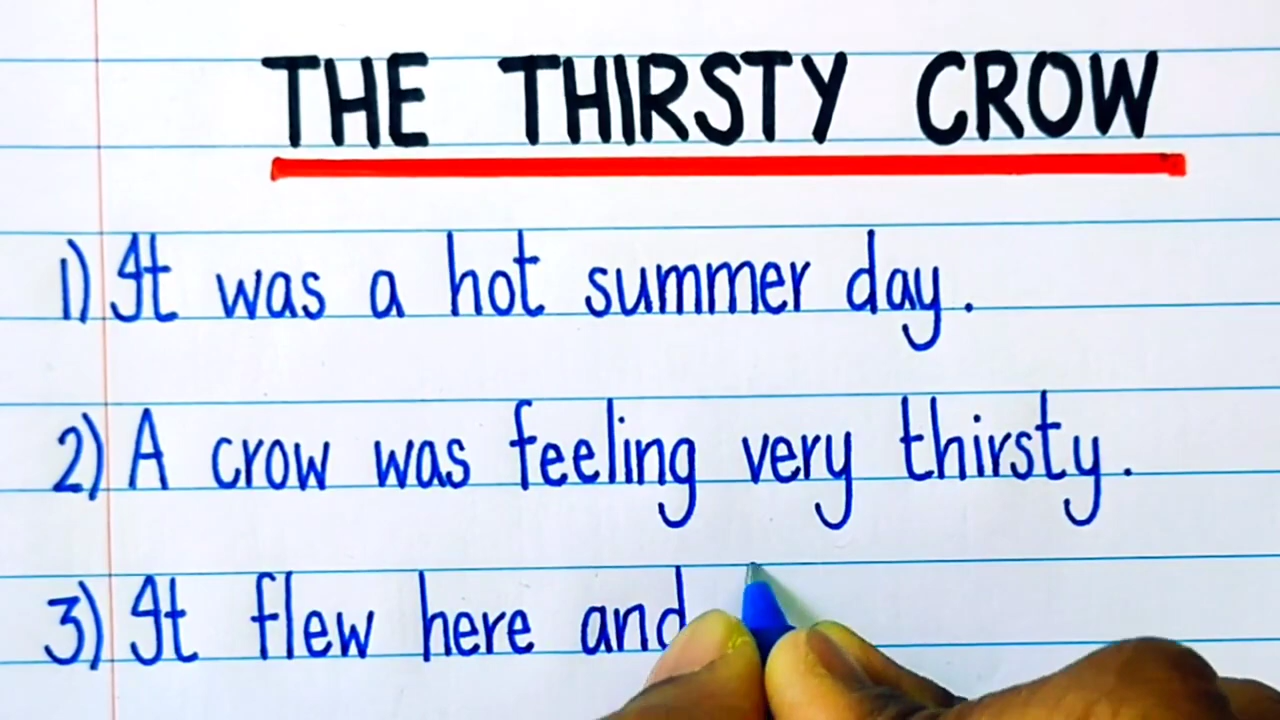 THE THIRSTY CROW
1) It was a hot summer day.
2) A crow was feeling very thirsty.
3) It flew here and